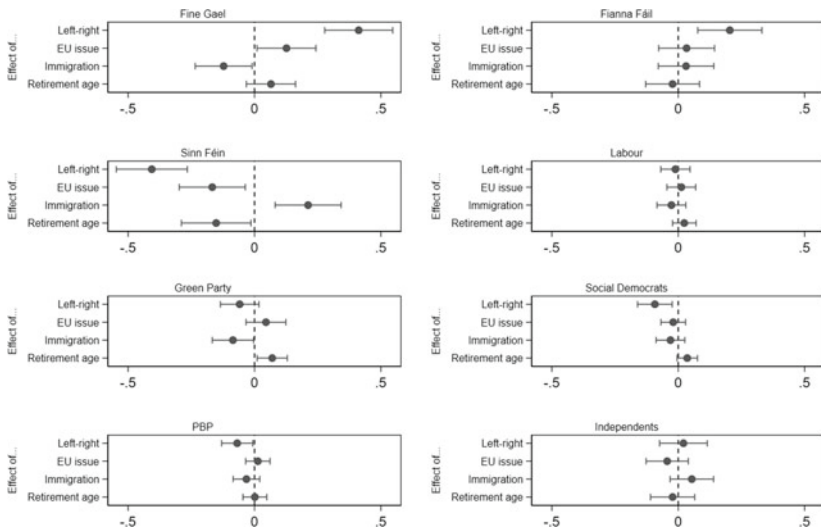 Fine Gael
Effect of...
Left-right
EU issue
Immigration
Retirement age
-.5 0 .5
Fianna Fáil
Effect of...
Left-right
EU issue
Immigration
Retirement age
-.5 0 .5
Sinn Féin
Effect of...
Left-right
EU issue
Immigration
Retirement age
-.5 0 .5
Labour
Effect of...
Left-right
EU issue
Immigration
Retirement age
-.5 0 .5
Green Party
Effect of...
Left-right
EU issue
Immigration
Retirement age
-.5 0 .5
Social Democrats
Effect of...
Left-right
EU issue
Immigration
Retirement age
-.5 0 .5
PBP
Effect of...
Left-right
EU issue
Immigration
Retirement age
-.5 0 .5
Independents
Effect of...
Left-right
EU issue
Immigration
Retirement age
-.5 0 .5